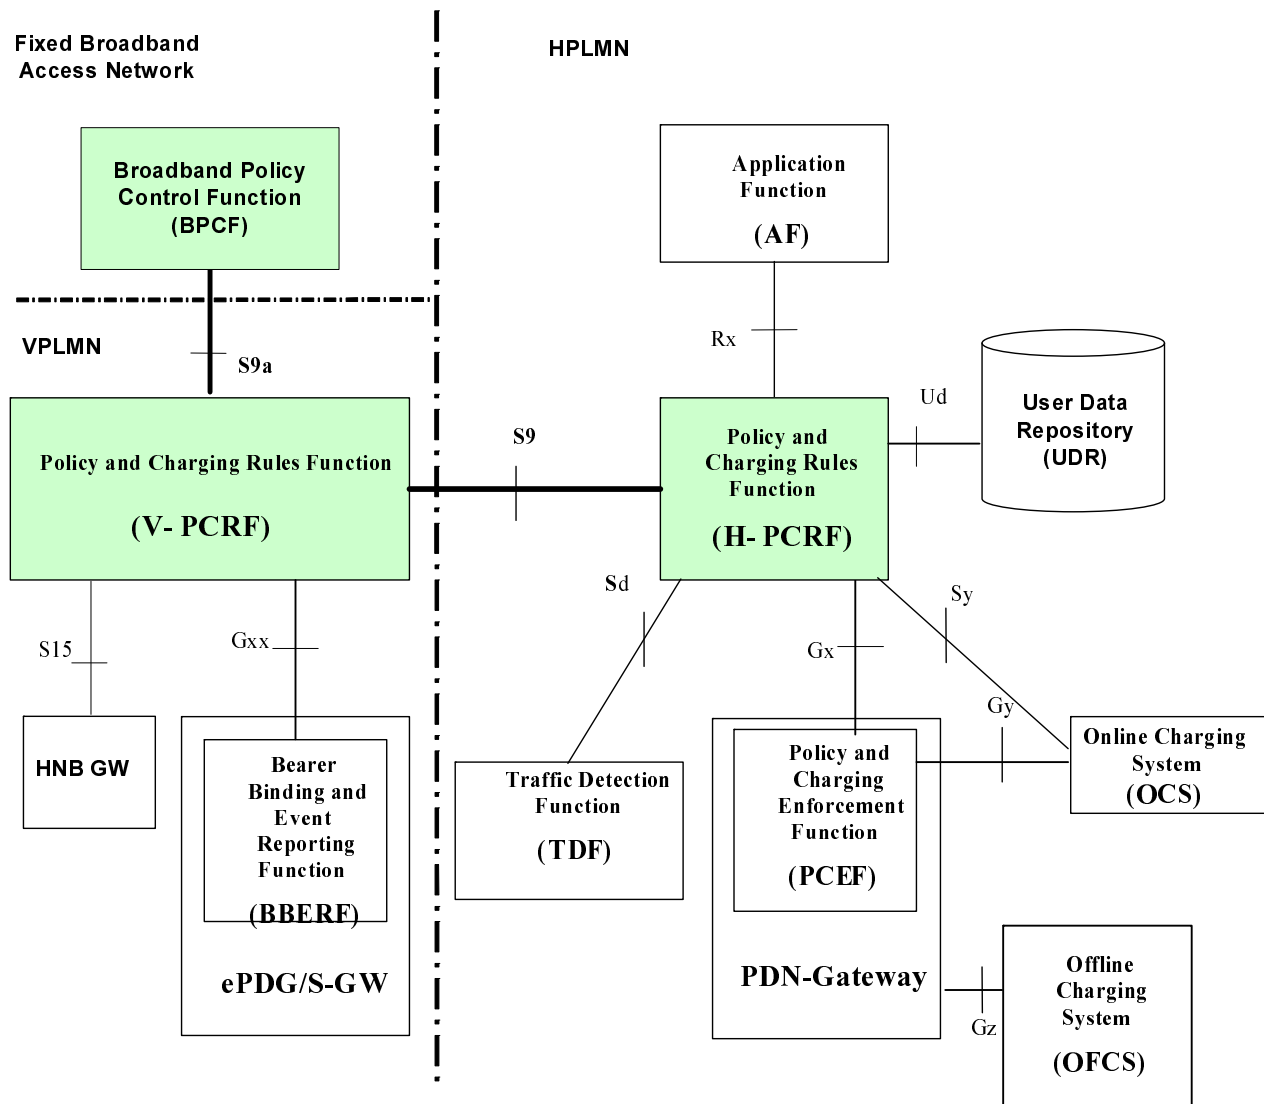 Fixed Broadband
Access Network
HPLMN
Broadband Policy
Control Function
(BPCF)
Application
Function
(AF)
VPLMN
S9a
Rx
Ud
User Data
Repository
(UDR)
Policy and Charging Rules Function
(V- PCRF)
S9
Policy and
Charging Rules
Function
(H- PCRF)
S15
Gxx
Sd
Gx
Sy
Gy
HNB GW
Bearer
Binding and
Event
Reporting
Function
(BBERF)
ePDG/S-GW
Traffic Detection
Function
(TDF)
Policy and
Charging
Enforcement
Function
(PCEF)
PDN-Gateway
Online Charging
System
(OCS)
Gz
Offline
Charging
System
(OFCS)